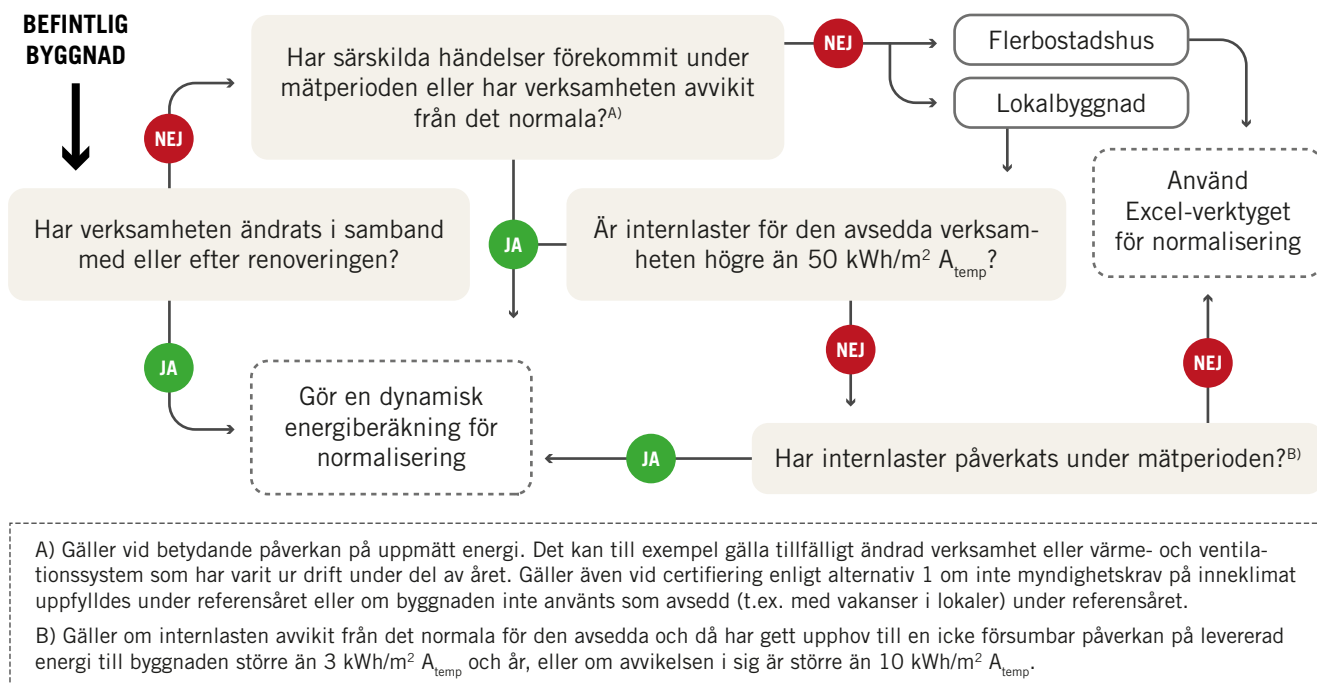 BEFINTLIG
BYGGNAD
Har särskilda händelser förekommit under
mätperioden eller har verksamheten avvikit
från det normala?A)
NEJ
Flerbostadshus
Lokalbyggnad
NEJ
Har verksamheten ändrats i samband
med eller efter renoveringen?
JA
Är internlaster för den avsedda verksam-
heten högre än 50 kWh/m² Atemp?
Använd
Excel-verktyget
för normalisering
JA
NEJ
NEJ
Gör en dynamisk
energiberäkning för
normalisering
JA
Har internlaster påverkats under mätperioden?B)
A) Gäller vid betydande påverkan på uppmätt energi. Det kan till exempel gälla tillfälligt ändrad verksamhet eller värme- och ventila-
tionssystem som har varit ur drift under del av året. Gäller även vid certifiering enligt alternativ 1 om inte myndighetskrav på inneklimat
uppfylldes under referensåret eller om byggnaden inte använts som avsedd (t.ex. med vakanser i lokaler) under referensåret.
B) Gäller om internlasten avvikit från det normala för den avsedda och då har gett upphov till en icke försumbar påverkan på levererad
energi till byggnaden större än 3 kWh/m² Atemp och år, eller om avvikelsen i sig är större än 10 kWh/m² Atemp.